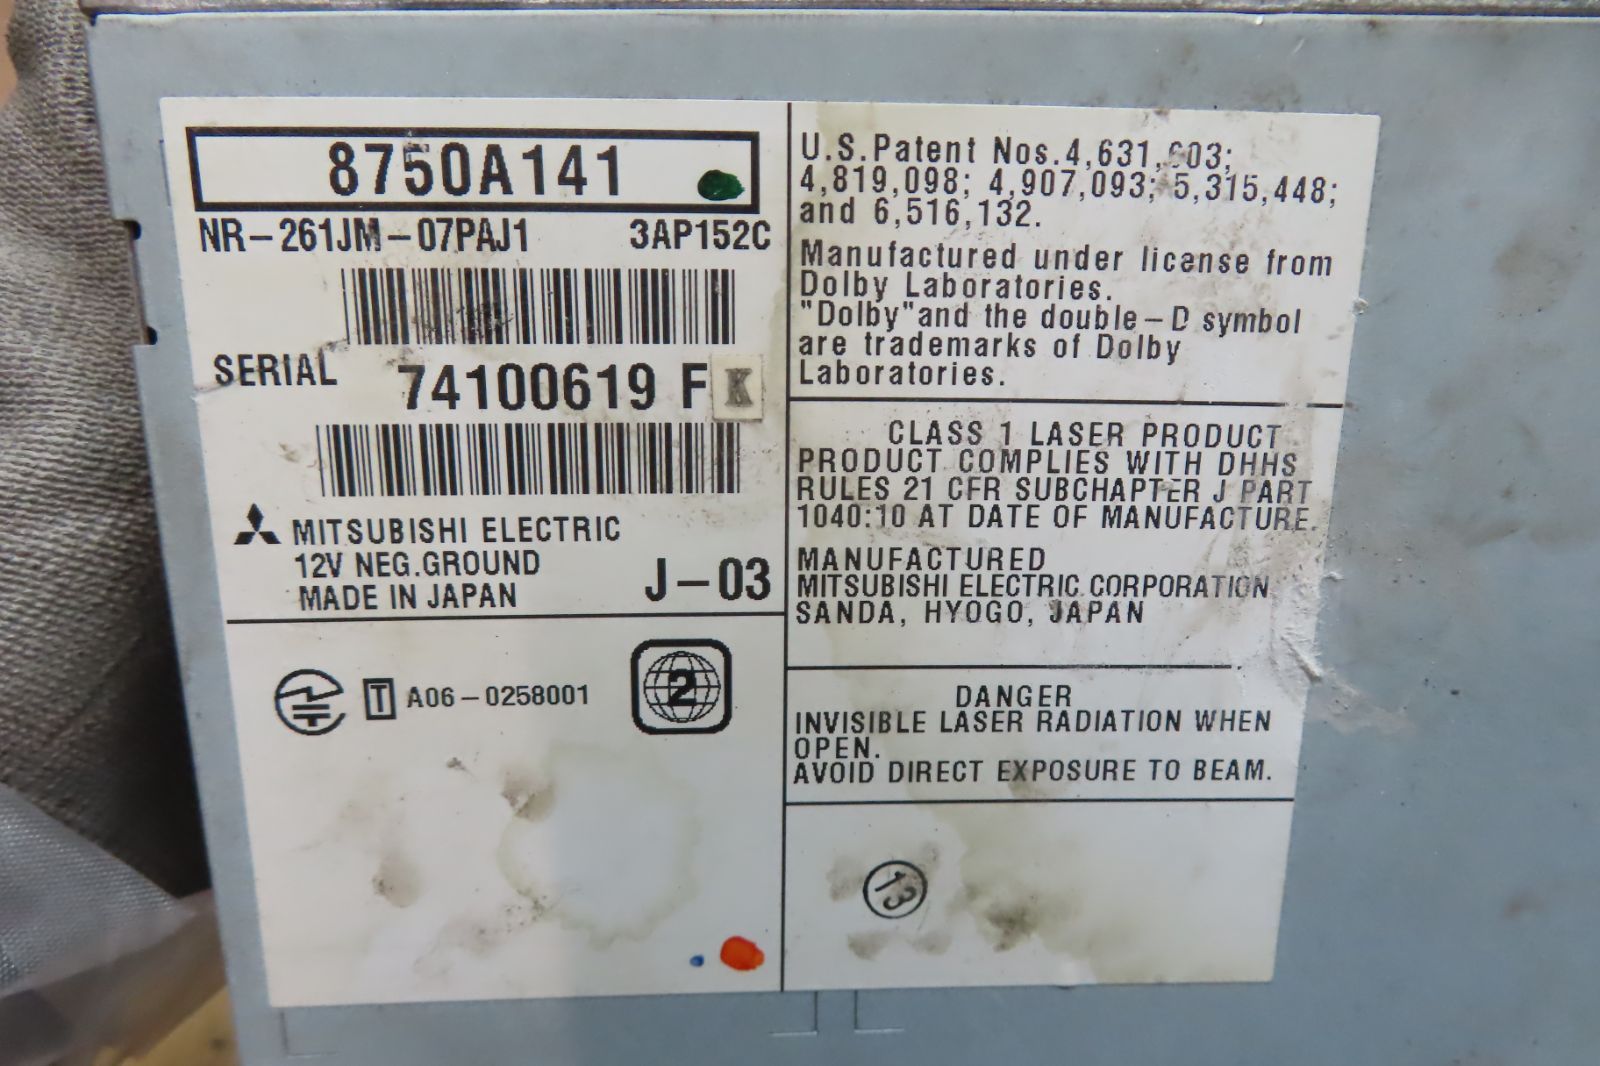 8750A141
NR-261JM-07PAJ1 3AP152C
SERIAL 74100619 F K
MITSUBISHI ELECTRIC
12V NEG.GROUND
MADE IN JAPAN J-03
T A06-0258001 2
U.S.Patent Nos.
4,819,098; 4,907,093; 5,315,448;
and 6,516,132.
Manufactured under license from
Dolby Laboratories.
"Dolby"and the double-D symbol
are trademarks of Dolby
Laboratories.
CLASS 1 LASER PRODUCT
PRODUCT COMPLIES WITH DHHS
RULES 21 CFR SUBCHAPTER J PART
1040:10 AT DATE OF MANUFACTURE.
MANUFACTURED
MITSUBISHI ELECTRIC CORPORATION
SANDA, HYOGO, JAPAN
DANGER
INVISIBLE LASER RADIATION WHEN
OPEN.
AVOID DIRECT EXPOSURE TO BEAM.
13